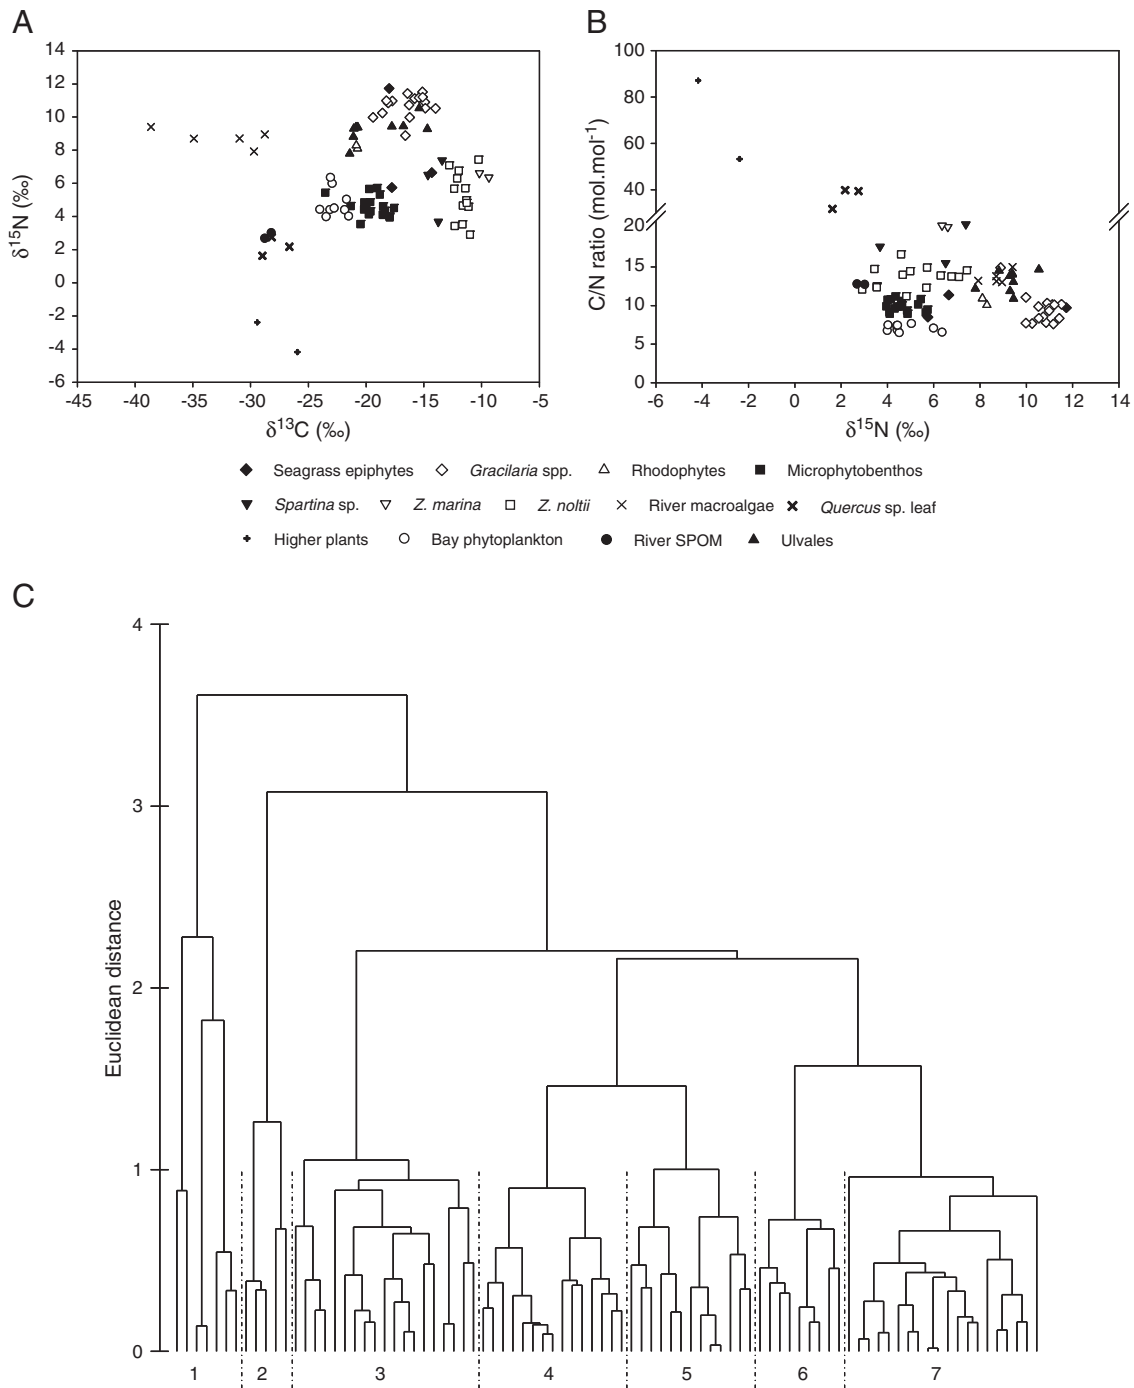 A
14
12
10
8
6
4
2
0
-2
-4
-6
δ¹⁵N (‰)
-45 -40 -35 -30 -25 -20 -15 -10 -5
δ¹³C (‰)
B
100
80
60
40
20
15
10
5
0
C/N ratio (mol.mol⁻¹)
-6 -4 -2 0 2 4 6 8 10 12 14
δ¹⁵N (‰)
Seagrass epiphytes Gracilaria spp. Rhodophytes Microphytobenthos
Spartina sp. Z. marina Z. noltii River macroalgae Quercus sp. leaf
Higher plants Bay phytoplankton River SPOM Ulvales
C
4
3
2
1
0
Euclidean distance
1 2 3 4 5 6 7